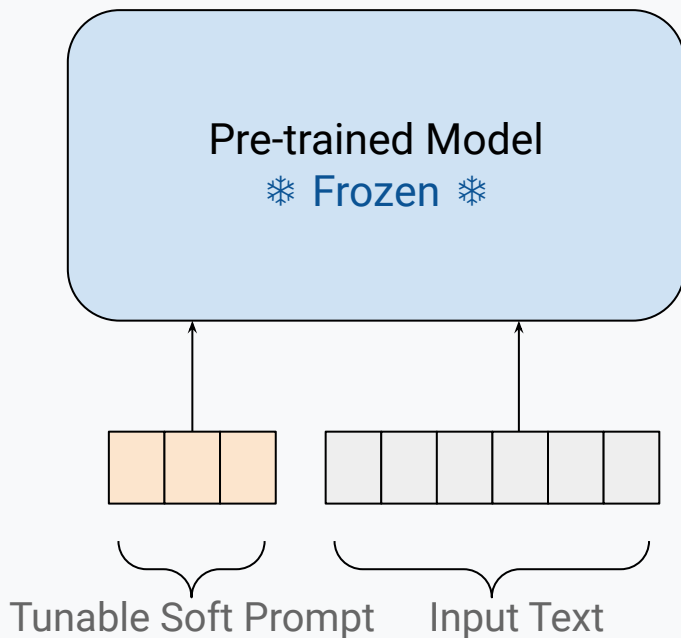 Pre-trained Model
❄ Frozen ❄
Tunable Soft Prompt
Input Text